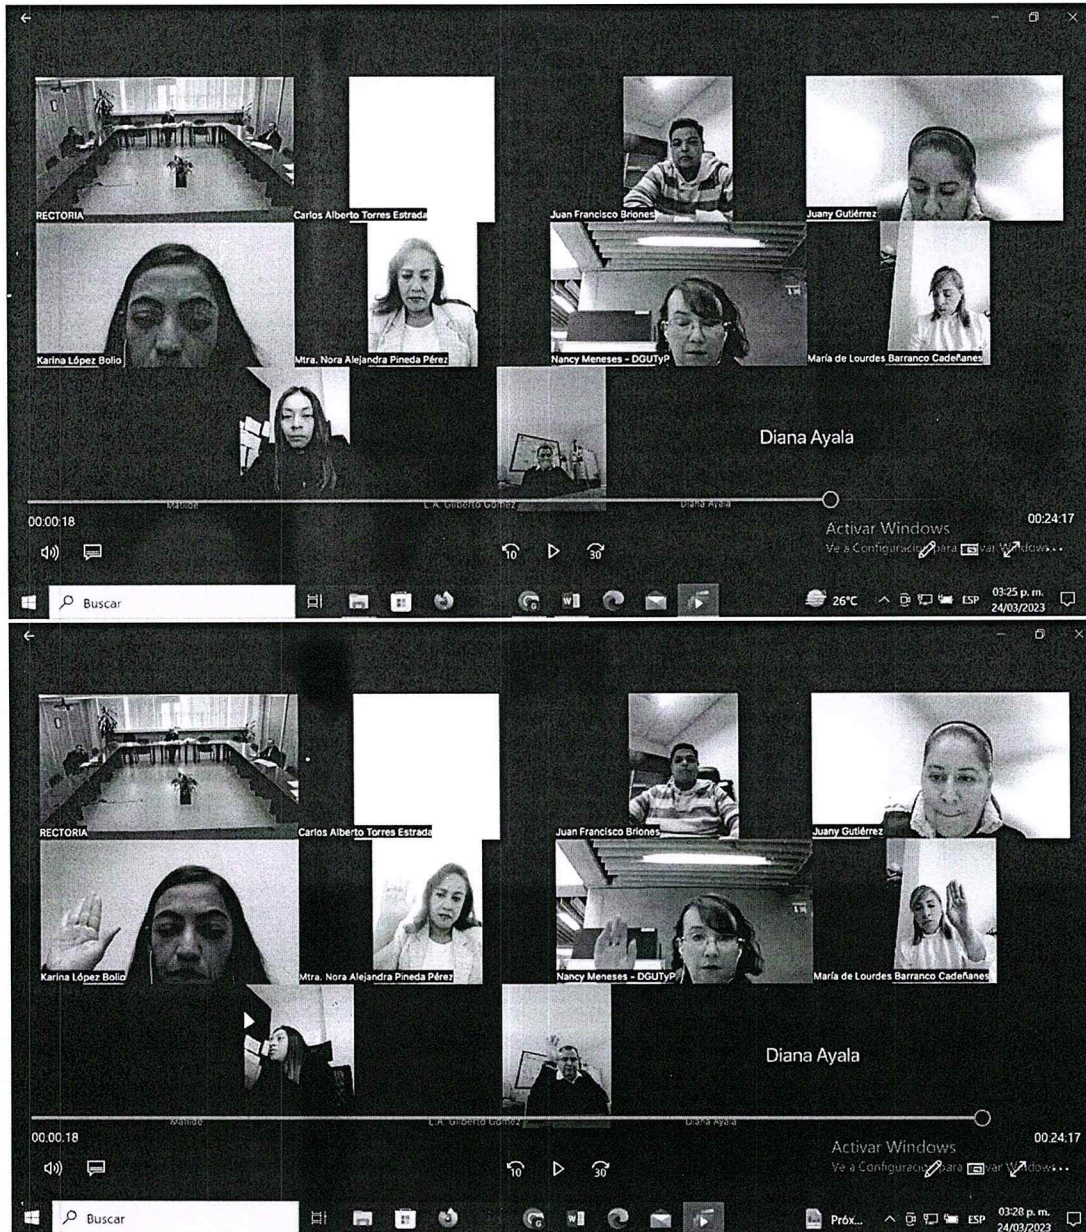 RECTORIA
Carlos Alberto Torres Estrada
Juan Francisco Briones
Juany Gutiérrez
Karina López Bolio
Mtra. Nora Alejandra Pineda Pérez
Nancy Meneses - DGUTyP
María de Lourdes Barranco Cadeñanes
Diana Ayala
Matilde
L.A. Gilberto Gómez
Diana Ayala
00:00:18
00:24:17
Activar Windows
Ve a Configuración para activar Windows.
10
30
Buscar
26°C
ESP
03:25 p. m.
24/03/2023
RECTORIA
Carlos Alberto Torres Estrada
Juan Francisco Briones
Juany Gutiérrez
Karina López Bolio
Mtra. Nora Alejandra Pineda Pérez
Nancy Meneses - DGUTyP
María de Lourdes Barranco Cadeñanes
Diana Ayala
Matilde
L.A. Gilberto Gómez
Diana Ayala
00:00:18
00:24:17
Activar Windows
Ve a Configuración para activar Windows.
10
30
Buscar
Próx...
ESP
03:28 p. m.
24/03/2023